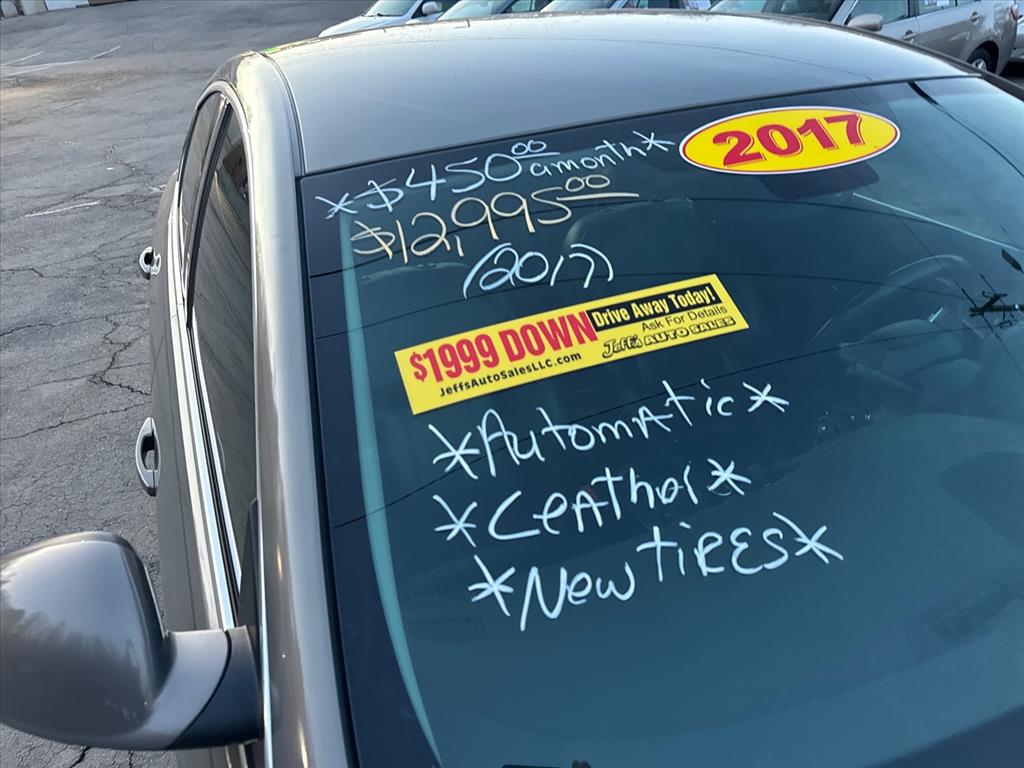 2017
*$450.00 a month*
$12,995.00
(2017)
$1999 DOWN Drive Away Today!
Ask For Details
JeffsAutoSalesLLC.com Jeff's AUTO SALES
*Automatic*
*Leather*
*New TIRES*